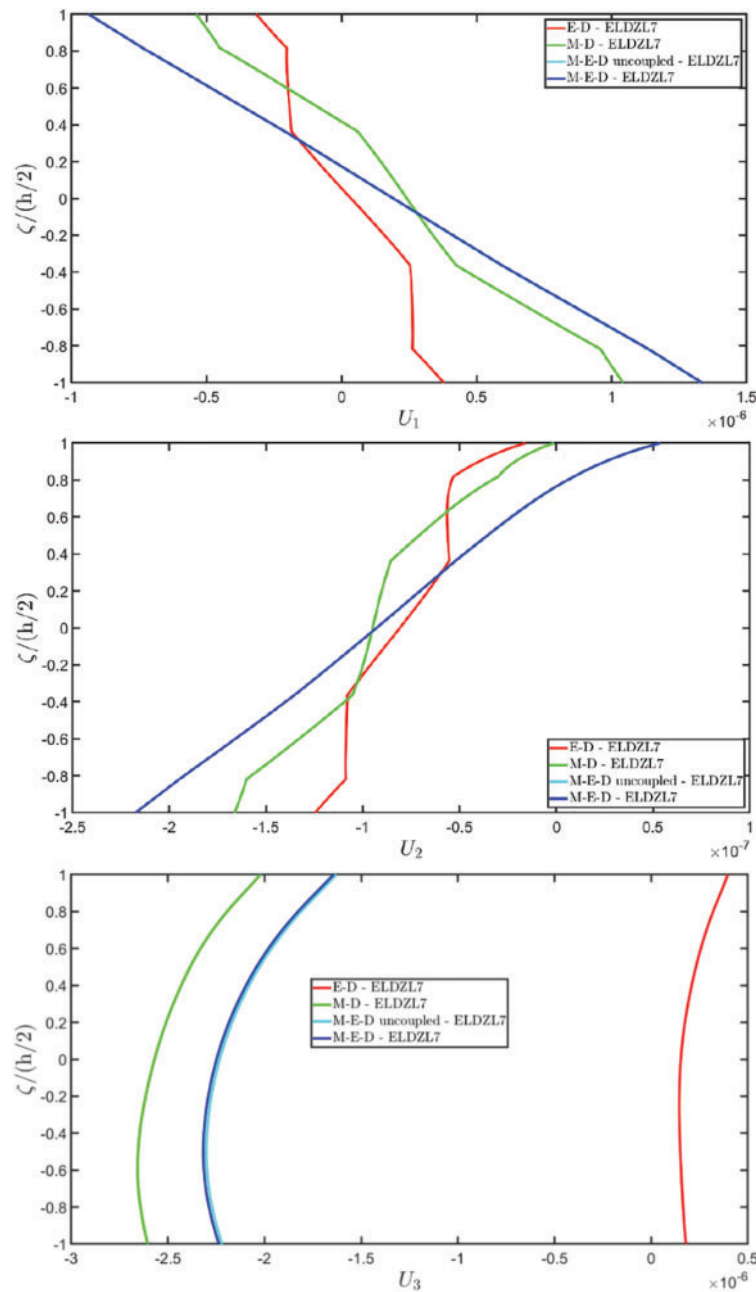 E-D - ELDZL7
M-D - ELDZL7
M-E-D uncoupled - ELDZL7
M-E-D - ELDZL7
1
0.8
0.6
0.4
0.2
0
-0.2
-0.4
-0.6
-0.8
-1
ζ/(h/2)
-1 -0.5 0 0.5 1 1.5
U₁ ×10⁻⁶
1
0.8
0.6
0.4
0.2
0
-0.2
-0.4
-0.6
-0.8
-1
ζ/(h/2)
E-D - ELDZL7
M-D - ELDZL7
M-E-D uncoupled - ELDZL7
M-E-D - ELDZL7
-2.5 -2 -1.5 -1 -0.5 0 0.5 1
U₂ ×10⁻⁷
1
0.8
0.6
0.4
0.2
0
-0.2
-0.4
-0.6
-0.8
-1
ζ/(h/2)
E-D - ELDZL7
M-D - ELDZL7
M-E-D uncoupled - ELDZL7
M-E-D - ELDZL7
-3 -2.5 -2 -1.5 -1 -0.5 0 0.5
U₃ ×10⁻⁶